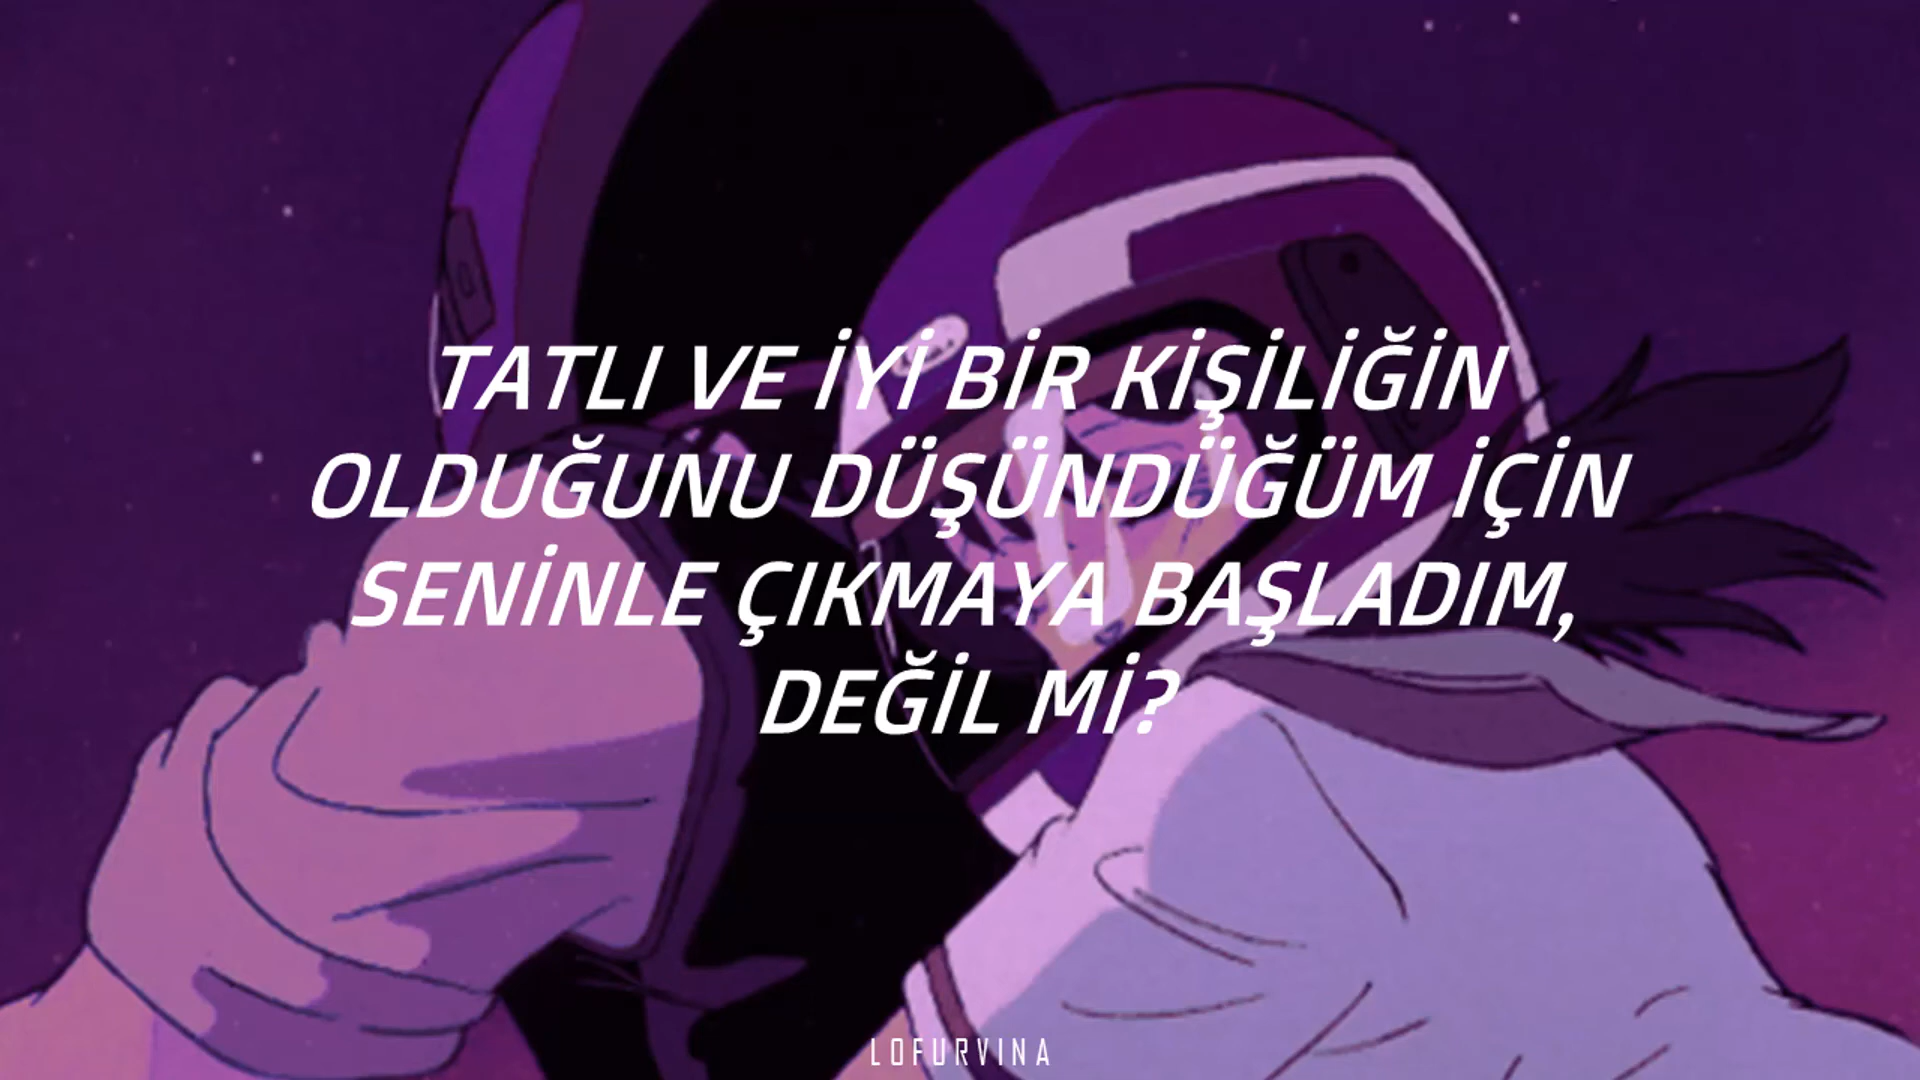 TATLI VE İYİ BİR KİŞİLİĞİN
OLDUĞUNU DÜŞÜNDÜĞÜM İÇİN
SENİNLE ÇIKMAYA BAŞLADIM,
DEĞİL Mİ?
LOFURVINA